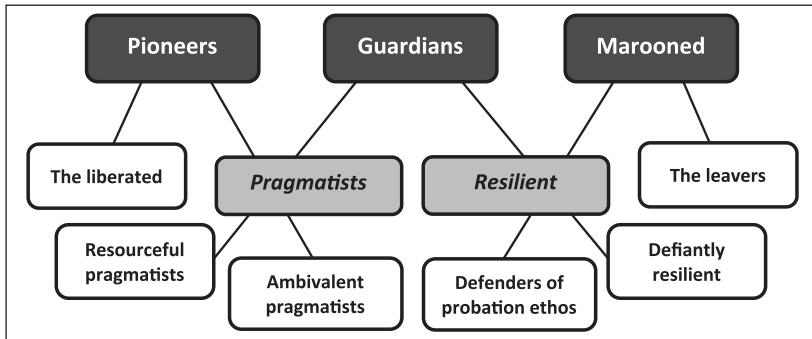 Pioneers
Guardians
Marooned
The liberated
Pragmatists
Resilient
The leavers
Resourceful
pragmatists
Ambivalent
pragmatists
Defenders of
probation ethos
Defiantly
resilient